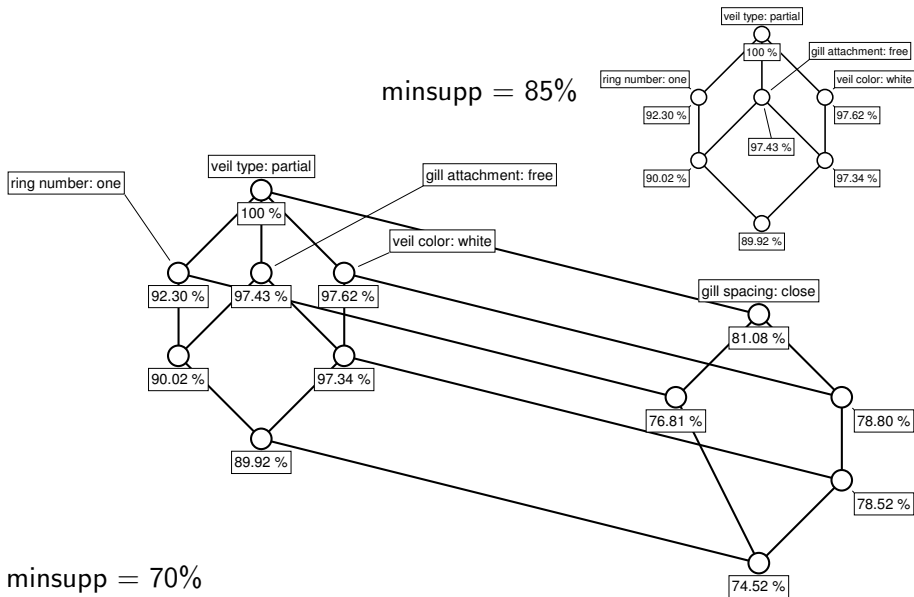 veil type: partial
100 %
gill attachment: free
ring number: one
veil color: white
minsupp = 85%
92.30 %
97.62 %
97.43 %
90.02 %
97.34 %
89.92 %
veil type: partial
gill attachment: free
ring number: one
100 %
veil color: white
92.30 %
97.43 %
97.62 %
gill spacing: close
81.08 %
90.02 %
97.34 %
76.81 %
78.80 %
89.92 %
78.52 %
minsupp = 70%
74.52 %